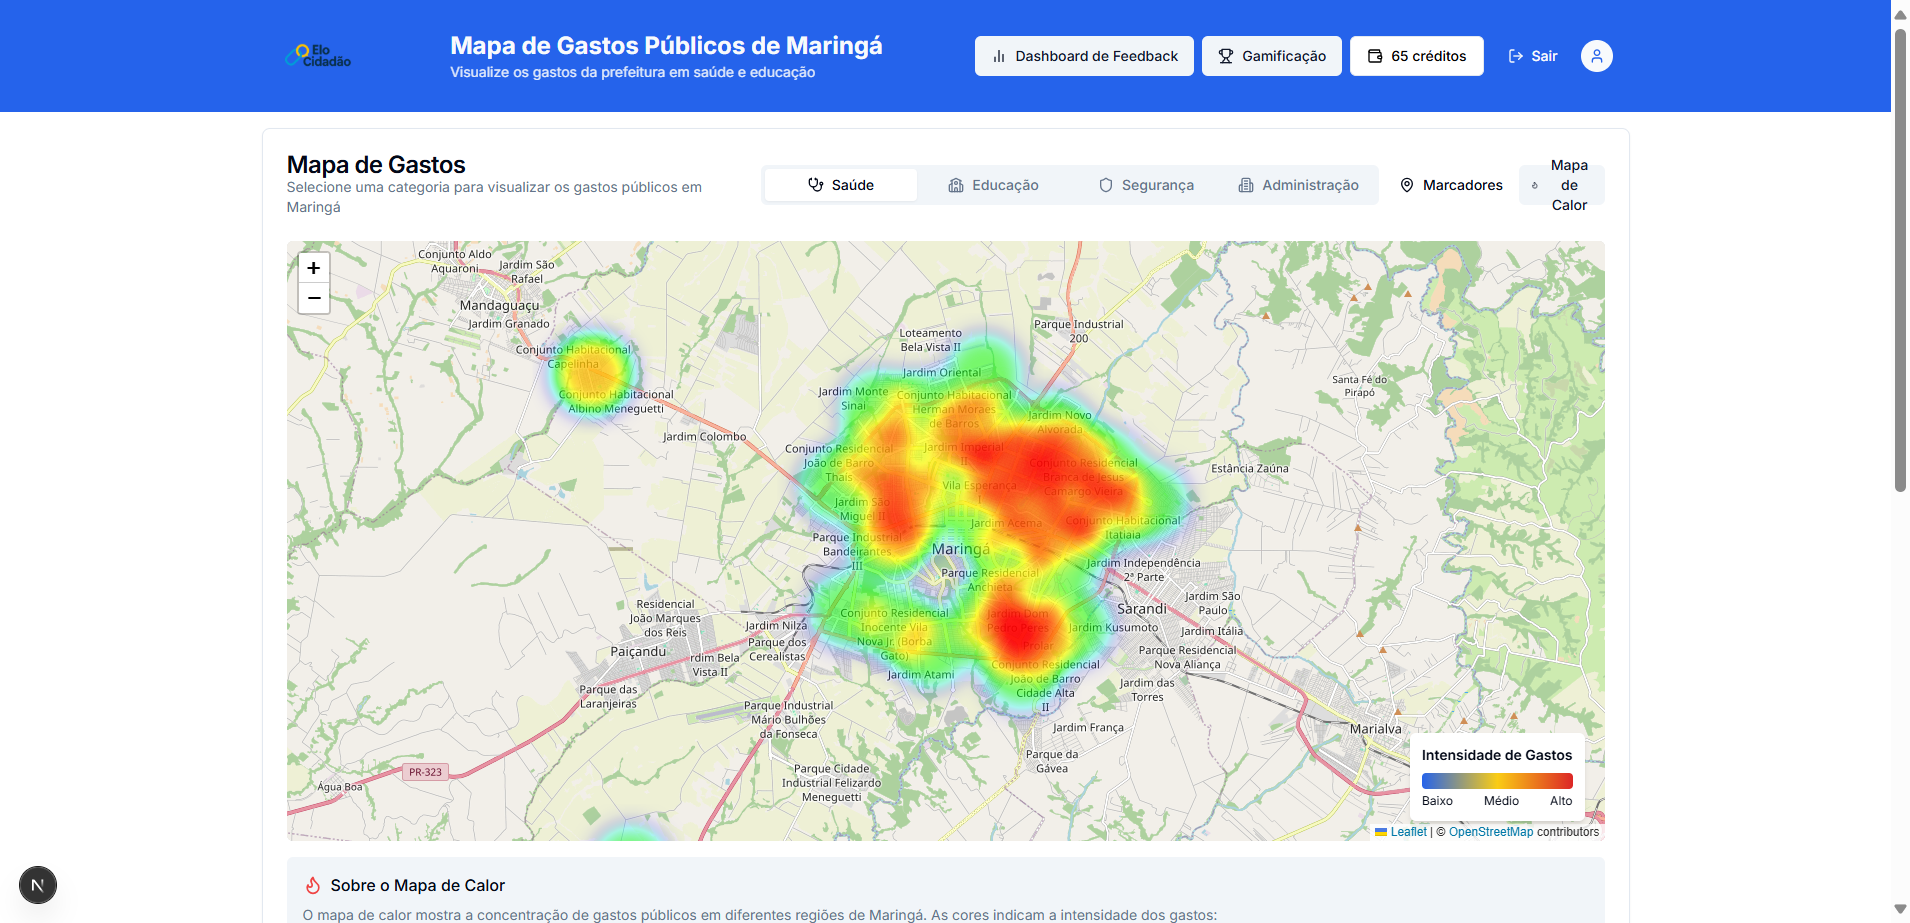 Elo
Cidadão
Mapa de Gastos Públicos de Maringá
Visualize os gastos da prefeitura em saúde e educação
Dashboard de Feedback
Gamificação
65 créditos
Sair
Mapa de Gastos
Selecione uma categoria para visualizar os gastos públicos em
Maringá
Saúde
Educação
Segurança
Administração
Marcadores
Mapa
de
Calor
+
−
Conjunto Aldo
Aquaroni
Jardim São
Rafael
Mandaguaçu
Jardim Granado
Conjunto Habitacional
Capelinha
Conjunto Habitacional
Albino Meneguetti
Jardim Colombo
Loteamento
Bela Vista II
Parque Industrial
200
Jardim Oriental
Jardim Monte
Sinai
Conjunto Habitacional
Herman Moraes
de Barros
Jardim Novo
Alvorada
Santa Fé do
Pirapó
Conjunto Residencial
João de Barro
Thais
Jardim Imperial
II
Conjunto Residencial
Branca de Jesus
Camargo Vieira
Estância Zaúna
Vila Esperança
Jardim São
Miguel II
Jardim Acema
Conjunto Habitacional
Itatiaia
Parque Industrial
Bandeirantes
III
Maringá
Parque Residencial
Anchieta
Jardim Independência
2ª Parte
Residencial
João Marques
dos Reis
Jardim Nilza
Conjunto Residencial
Inocente Vila
Nova Jr. (Borba
Gato)
Jardim Dom
Pedro Peres
Prolar
Sarandi
Jardim São
Paulo
Jardim Kusumoto
Jardim Itália
Paiçandu
Parque dos
Cerealistas
rdim Bela
Vista II
Parque Residencial
Nova Aliança
Jardim Atami
Conjunto Residencial
João de Barro
Cidade Alta
II
Jardim das
Torres
Parque das
Laranjeiras
Parque Industrial
Mário Bulhões
da Fonseca
Jardim França
Marialva
Parque da
Gávea
PR-323
Água Boa
Parque Cidade
Industrial Felizardo
Meneguetti
Intensidade de Gastos
Baixo
Médio
Alto
Leaflet | © OpenStreetMap contributors
Sobre o Mapa de Calor
O mapa de calor mostra a concentração de gastos públicos em diferentes regiões de Maringá. As cores indicam a intensidade dos gastos:
N